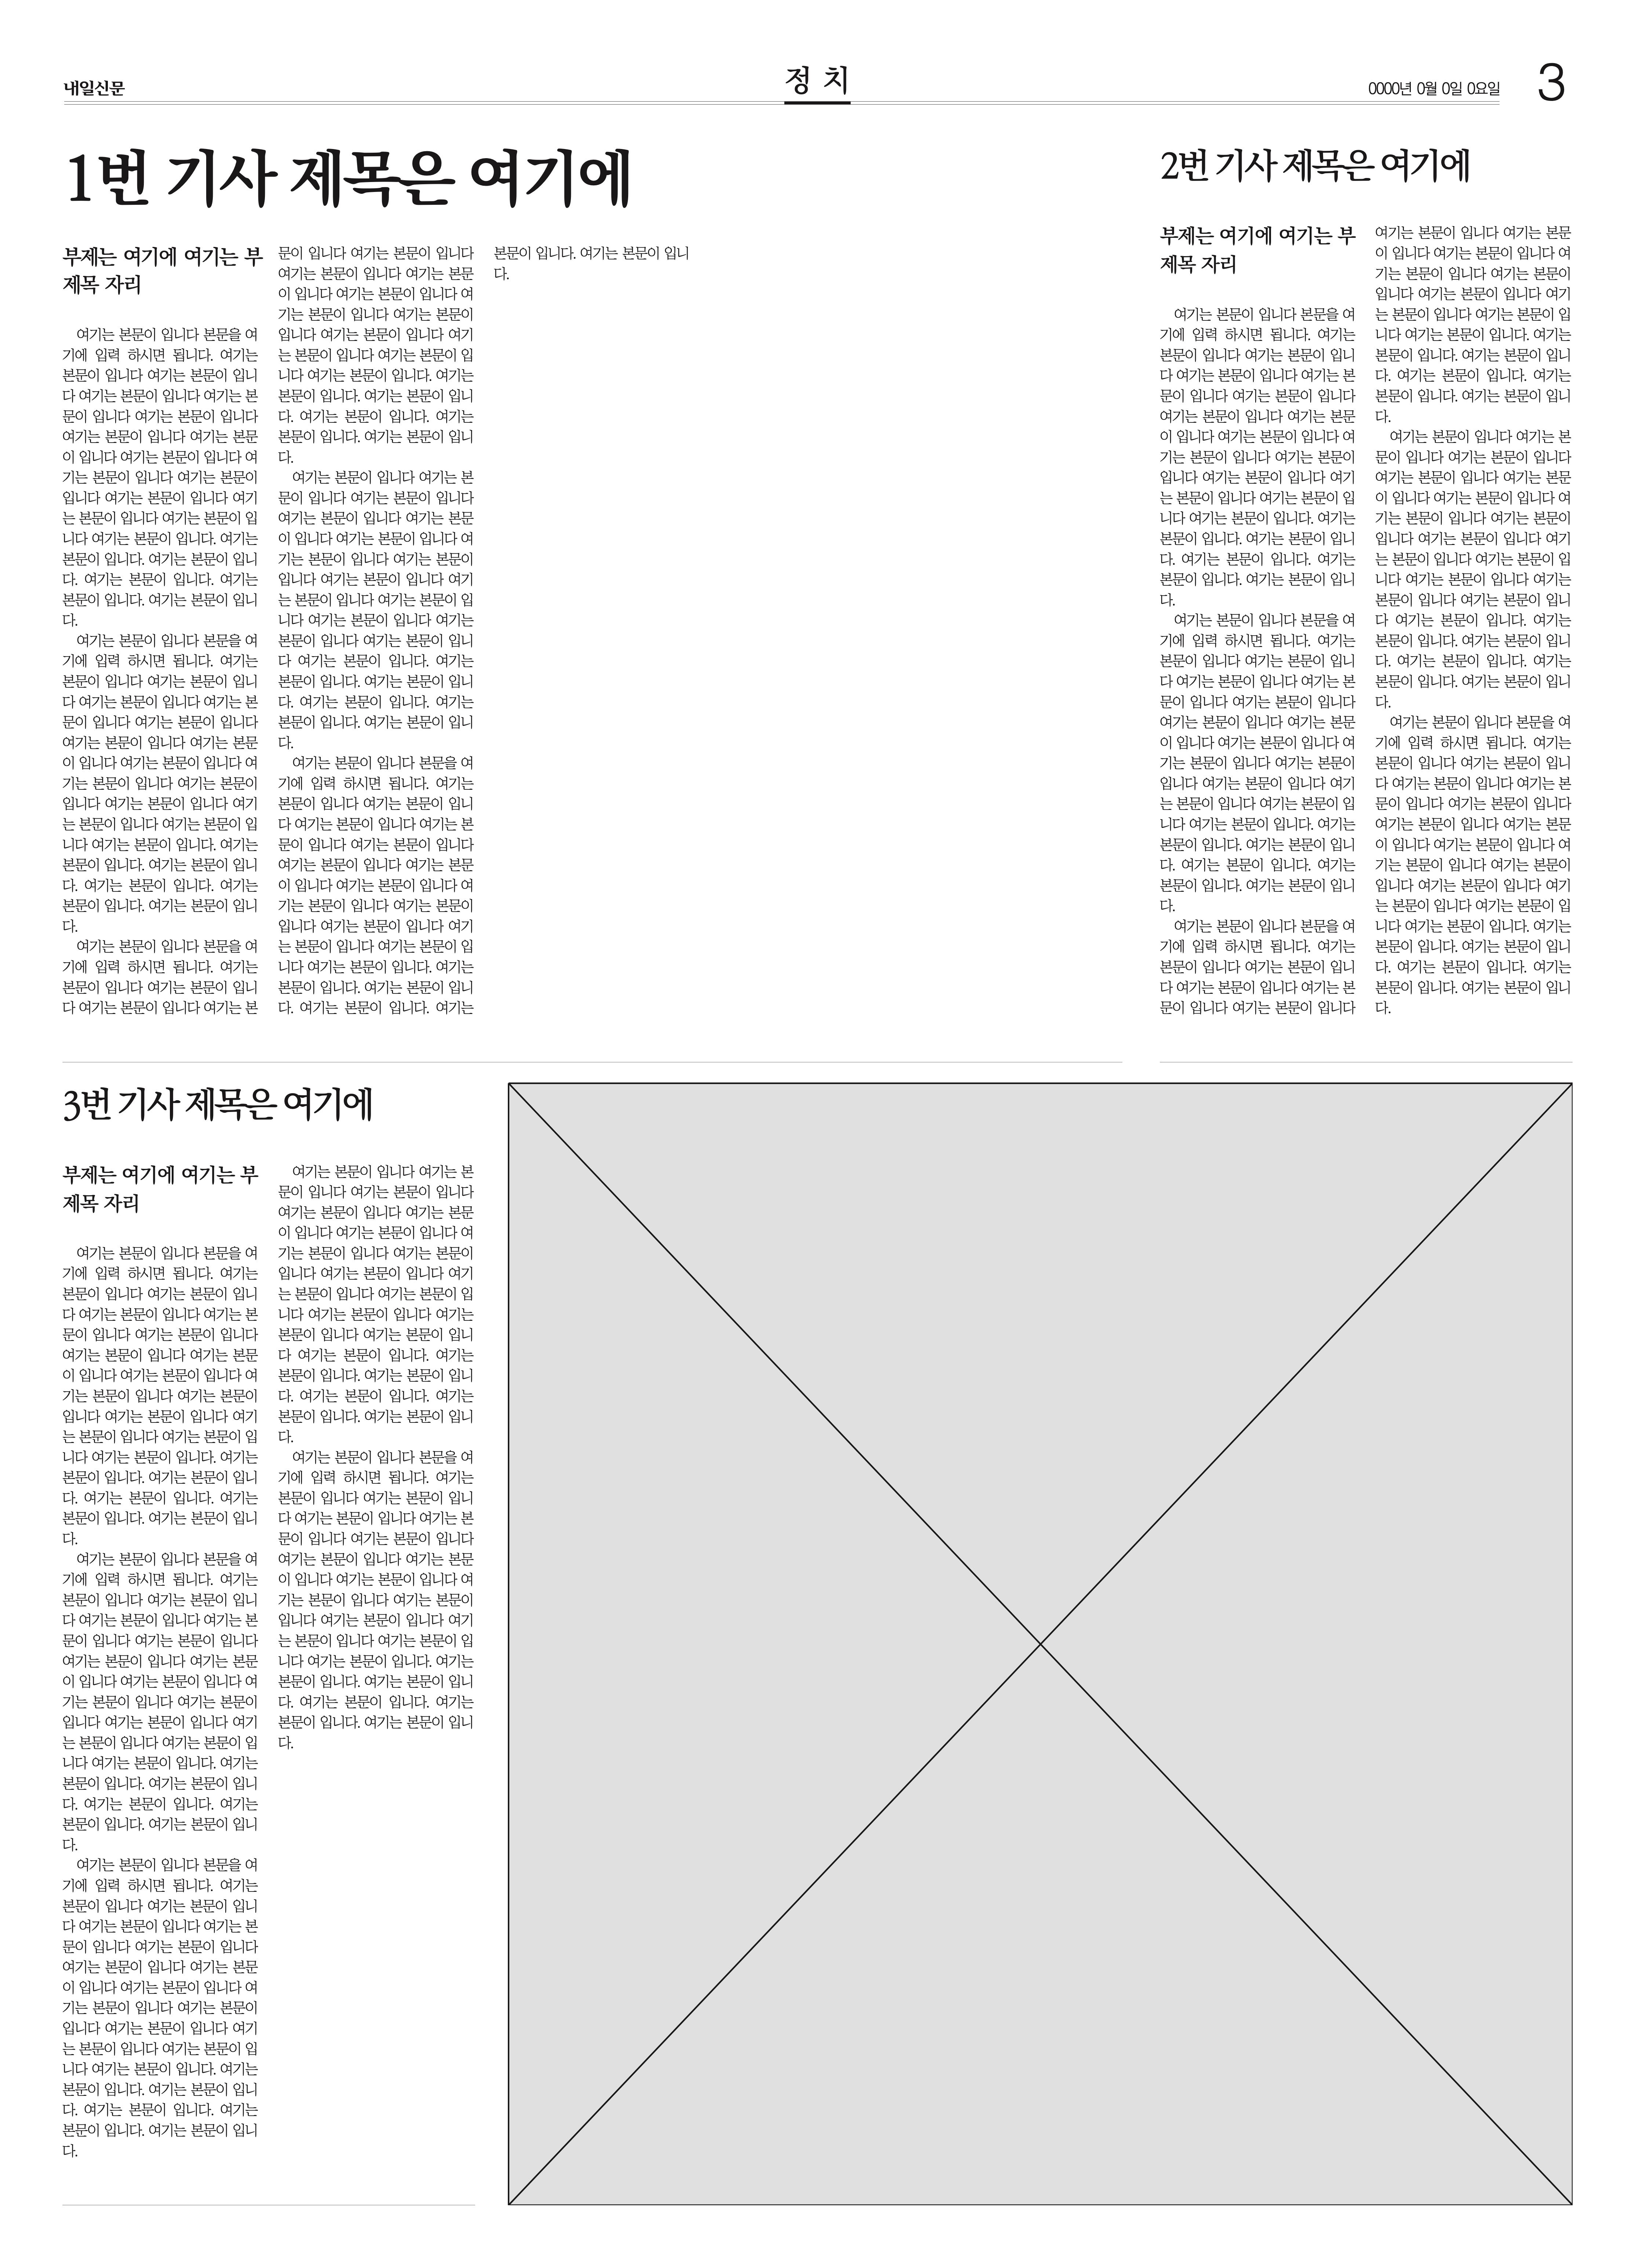 내일신문
정 치
0000년 0월 0일 0요일
3
1번 기사 제목은 여기에
부제는 여기에 여기는 부
제목 자리
여기는 본문이 입니다 본문을 여
기에 입력 하시면 됩니다. 여기는
본문이 입니다 여기는 본문이 입니
다 여기는 본문이 입니다 여기는 본
문이 입니다 여기는 본문이 입니다
여기는 본문이 입니다 여기는 본문
이 입니다 여기는 본문이 입니다 여
기는 본문이 입니다 여기는 본문이
입니다 여기는 본문이 입니다 여기
는 본문이 입니다 여기는 본문이 입
니다 여기는 본문이 입니다. 여기는
본문이 입니다. 여기는 본문이 입니
다. 여기는 본문이 입니다. 여기는
본문이 입니다. 여기는 본문이 입니
다.
여기는 본문이 입니다 본문을 여
기에 입력 하시면 됩니다. 여기는
본문이 입니다 여기는 본문이 입니
다 여기는 본문이 입니다 여기는 본
문이 입니다 여기는 본문이 입니다
여기는 본문이 입니다 여기는 본문
이 입니다 여기는 본문이 입니다 여
기는 본문이 입니다 여기는 본문이
입니다 여기는 본문이 입니다 여기
는 본문이 입니다 여기는 본문이 입
니다 여기는 본문이 입니다. 여기는
본문이 입니다. 여기는 본문이 입니
다. 여기는 본문이 입니다. 여기는
본문이 입니다. 여기는 본문이 입니
다.
여기는 본문이 입니다 본문을 여
기에 입력 하시면 됩니다. 여기는
본문이 입니다 여기는 본문이 입니
다 여기는 본문이 입니다 여기는 본
문이 입니다 여기는 본문이 입니다
여기는 본문이 입니다 여기는 본문
이 입니다 여기는 본문이 입니다 여
기는 본문이 입니다 여기는 본문이
입니다 여기는 본문이 입니다 여기
는 본문이 입니다 여기는 본문이 입
니다 여기는 본문이 입니다. 여기는
본문이 입니다. 여기는 본문이 입니
다. 여기는 본문이 입니다. 여기는
본문이 입니다. 여기는 본문이 입니
다.
여기는 본문이 입니다 여기는 본
문이 입니다 여기는 본문이 입니다
여기는 본문이 입니다 여기는 본문
이 입니다 여기는 본문이 입니다 여
기는 본문이 입니다 여기는 본문이
입니다 여기는 본문이 입니다 여기
는 본문이 입니다 여기는 본문이 입
니다 여기는 본문이 입니다 여기는
본문이 입니다 여기는 본문이 입니
다 여기는 본문이 입니다. 여기는
본문이 입니다. 여기는 본문이 입니
다. 여기는 본문이 입니다. 여기는
본문이 입니다. 여기는 본문이 입니
다.
여기는 본문이 입니다 본문을 여
기에 입력 하시면 됩니다. 여기는
본문이 입니다 여기는 본문이 입니
다 여기는 본문이 입니다 여기는 본
문이 입니다 여기는 본문이 입니다
여기는 본문이 입니다 여기는 본문
이 입니다 여기는 본문이 입니다 여
기는 본문이 입니다 여기는 본문이
입니다 여기는 본문이 입니다 여기
는 본문이 입니다 여기는 본문이 입
니다 여기는 본문이 입니다. 여기는
본문이 입니다. 여기는 본문이 입니
다. 여기는 본문이 입니다. 여기는
본문이 입니다. 여기는 본문이 입니
다.
2번 기사 제목은 여기에
부제는 여기에 여기는 부
제목 자리
여기는 본문이 입니다 본문을 여
기에 입력 하시면 됩니다. 여기는
본문이 입니다 여기는 본문이 입니
다 여기는 본문이 입니다 여기는 본
문이 입니다 여기는 본문이 입니다
여기는 본문이 입니다 여기는 본문
이 입니다 여기는 본문이 입니다 여
기는 본문이 입니다 여기는 본문이
입니다 여기는 본문이 입니다 여기
는 본문이 입니다 여기는 본문이 입
니다 여기는 본문이 입니다. 여기는
본문이 입니다. 여기는 본문이 입니
다. 여기는 본문이 입니다. 여기는
본문이 입니다. 여기는 본문이 입니
다.
여기는 본문이 입니다 본문을 여
기에 입력 하시면 됩니다. 여기는
본문이 입니다 여기는 본문이 입니
다 여기는 본문이 입니다 여기는 본
문이 입니다 여기는 본문이 입니다
여기는 본문이 입니다 여기는 본문
이 입니다 여기는 본문이 입니다 여
기는 본문이 입니다 여기는 본문이
입니다 여기는 본문이 입니다 여기
는 본문이 입니다 여기는 본문이 입
니다 여기는 본문이 입니다. 여기는
본문이 입니다. 여기는 본문이 입니
다. 여기는 본문이 입니다. 여기는
본문이 입니다. 여기는 본문이 입니
다.
여기는 본문이 입니다 본문을 여
기에 입력 하시면 됩니다. 여기는
본문이 입니다 여기는 본문이 입니
다 여기는 본문이 입니다 여기는 본
문이 입니다 여기는 본문이 입니다
여기는 본문이 입니다 여기는 본문
이 입니다 여기는 본문이 입니다 여
기는 본문이 입니다 여기는 본문이
입니다 여기는 본문이 입니다 여기
는 본문이 입니다 여기는 본문이 입
니다 여기는 본문이 입니다. 여기는
본문이 입니다. 여기는 본문이 입니
다. 여기는 본문이 입니다. 여기는
본문이 입니다. 여기는 본문이 입니
다.
여기는 본문이 입니다 여기는 본
문이 입니다 여기는 본문이 입니다
여기는 본문이 입니다 여기는 본문
이 입니다 여기는 본문이 입니다 여
기는 본문이 입니다 여기는 본문이
입니다 여기는 본문이 입니다 여기
는 본문이 입니다 여기는 본문이 입
니다 여기는 본문이 입니다 여기는
본문이 입니다 여기는 본문이 입니
다 여기는 본문이 입니다. 여기는
본문이 입니다. 여기는 본문이 입니
다. 여기는 본문이 입니다. 여기는
본문이 입니다. 여기는 본문이 입니
다.
여기는 본문이 입니다 본문을 여
기에 입력 하시면 됩니다. 여기는
본문이 입니다 여기는 본문이 입니
다 여기는 본문이 입니다 여기는 본
문이 입니다 여기는 본문이 입니다
여기는 본문이 입니다 여기는 본문
이 입니다 여기는 본문이 입니다 여
기는 본문이 입니다 여기는 본문이
입니다 여기는 본문이 입니다 여기
는 본문이 입니다 여기는 본문이 입
니다 여기는 본문이 입니다. 여기는
본문이 입니다. 여기는 본문이 입니
다. 여기는 본문이 입니다. 여기는
본문이 입니다. 여기는 본문이 입니
다.
3번 기사 제목은 여기에
부제는 여기에 여기는 부
제목 자리
여기는 본문이 입니다 본문을 여
기에 입력 하시면 됩니다. 여기는
본문이 입니다 여기는 본문이 입니
다 여기는 본문이 입니다 여기는 본
문이 입니다 여기는 본문이 입니다
여기는 본문이 입니다 여기는 본문
이 입니다 여기는 본문이 입니다 여
기는 본문이 입니다 여기는 본문이
입니다 여기는 본문이 입니다 여기
는 본문이 입니다 여기는 본문이 입
니다 여기는 본문이 입니다. 여기는
본문이 입니다. 여기는 본문이 입니
다. 여기는 본문이 입니다. 여기는
본문이 입니다. 여기는 본문이 입니
다.
여기는 본문이 입니다 본문을 여
기에 입력 하시면 됩니다. 여기는
본문이 입니다 여기는 본문이 입니
다 여기는 본문이 입니다 여기는 본
문이 입니다 여기는 본문이 입니다
여기는 본문이 입니다 여기는 본문
이 입니다 여기는 본문이 입니다 여
기는 본문이 입니다 여기는 본문이
입니다 여기는 본문이 입니다 여기
는 본문이 입니다 여기는 본문이 입
니다 여기는 본문이 입니다. 여기는
본문이 입니다. 여기는 본문이 입니
다. 여기는 본문이 입니다. 여기는
본문이 입니다. 여기는 본문이 입니
다.
여기는 본문이 입니다 본문을 여
기에 입력 하시면 됩니다. 여기는
본문이 입니다 여기는 본문이 입니
다 여기는 본문이 입니다 여기는 본
문이 입니다 여기는 본문이 입니다
여기는 본문이 입니다 여기는 본문
이 입니다 여기는 본문이 입니다 여
기는 본문이 입니다 여기는 본문이
입니다 여기는 본문이 입니다 여기
는 본문이 입니다 여기는 본문이 입
니다 여기는 본문이 입니다. 여기는
본문이 입니다. 여기는 본문이 입니
다. 여기는 본문이 입니다. 여기는
본문이 입니다. 여기는 본문이 입니
다.
여기는 본문이 입니다 여기는 본
문이 입니다 여기는 본문이 입니다
여기는 본문이 입니다 여기는 본문
이 입니다 여기는 본문이 입니다 여
기는 본문이 입니다 여기는 본문이
입니다 여기는 본문이 입니다 여기
는 본문이 입니다 여기는 본문이 입
니다 여기는 본문이 입니다 여기는
본문이 입니다 여기는 본문이 입니
다 여기는 본문이 입니다. 여기는
본문이 입니다. 여기는 본문이 입니
다. 여기는 본문이 입니다. 여기는
본문이 입니다. 여기는 본문이 입니
다.
여기는 본문이 입니다 본문을 여
기에 입력 하시면 됩니다. 여기는
본문이 입니다 여기는 본문이 입니
다 여기는 본문이 입니다 여기는 본
문이 입니다 여기는 본문이 입니다
여기는 본문이 입니다 여기는 본문
이 입니다 여기는 본문이 입니다 여
기는 본문이 입니다 여기는 본문이
입니다 여기는 본문이 입니다 여기
는 본문이 입니다 여기는 본문이 입
니다 여기는 본문이 입니다. 여기는
본문이 입니다. 여기는 본문이 입니
다. 여기는 본문이 입니다. 여기는
본문이 입니다. 여기는 본문이 입니
다.